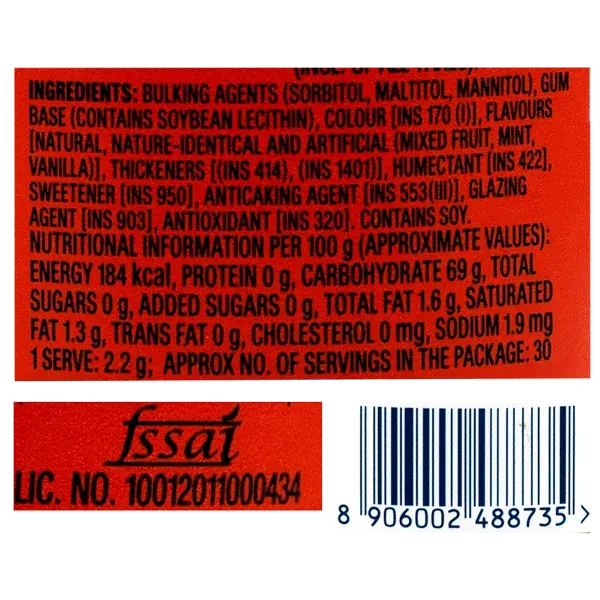 INGREDIENTS: BULKING AGENTS (SORBITOL, MALTITOL, MANNITOL), GUM
BASE (CONTAINS SOYBEAN LECITHIN), COLOUR [INS 170 (I)], FLAVOURS
[NATURAL, NATURE-IDENTICAL AND ARTIFICIAL (MIXED FRUIT, MINT,
VANILLA)], THICKENERS [(INS 414), (INS 1401)], HUMECTANT [INS 422],
SWEETENER [INS 950], ANTICAKING AGENT [INS 553(III)], GLAZING
AGENT [INS 903], ANTIOXIDANT [INS 320]. CONTAINS SOY.
NUTRITIONAL INFORMATION PER 100 g (APPROXIMATE VALUES):
ENERGY 184 kcal, PROTEIN 0 g, CARBOHYDRATE 69 g, TOTAL
SUGARS 0 g, ADDED SUGARS 0 g, TOTAL FAT 1.6 g, SATURATED
FAT 1.3 g, TRANS FAT 0 g, CHOLESTEROL 0 mg, SODIUM 1.9 mg
1 SERVE: 2.2 g; APPROX NO. OF SERVINGS IN THE PACKAGE: 30
fssai
LIC. NO. 10012011000434
8 906002 488735 >